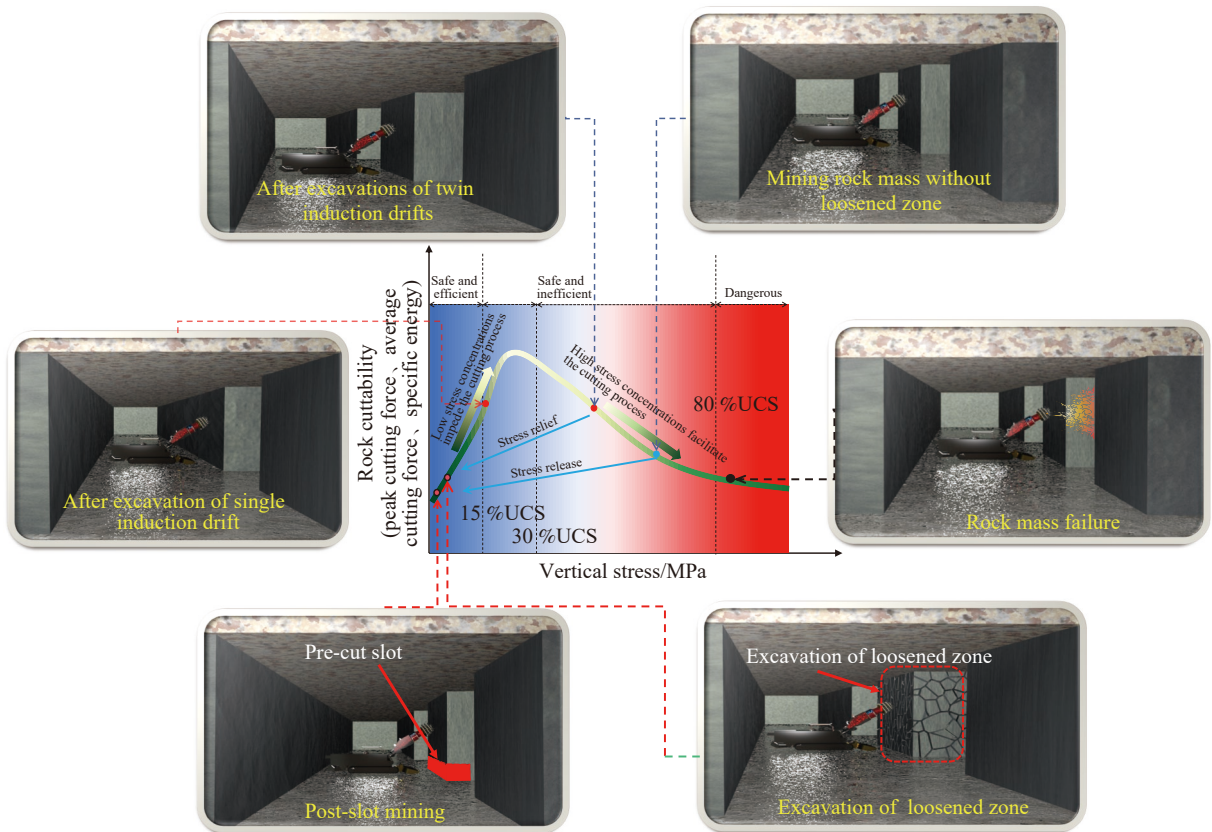 After excavations of twin
induction drifts
Mining rock mass without
loosened zone
Safe and
efficient
Safe and
inefficient
Dangerous
Rock cuttability
(peak cutting force、average
cutting force、specific energy)
Low stress concentrations
impede the cutting process
High stress concentrations facilitate
the cutting process
80 %UCS
Stress relief
Stress release
15 %UCS
30 %UCS
Vertical stress/MPa
After excavation of single
induction drift
Rock mass failure
Pre-cut slot
Post-slot mining
Excavation of loosened zone
Excavation of loosened zone